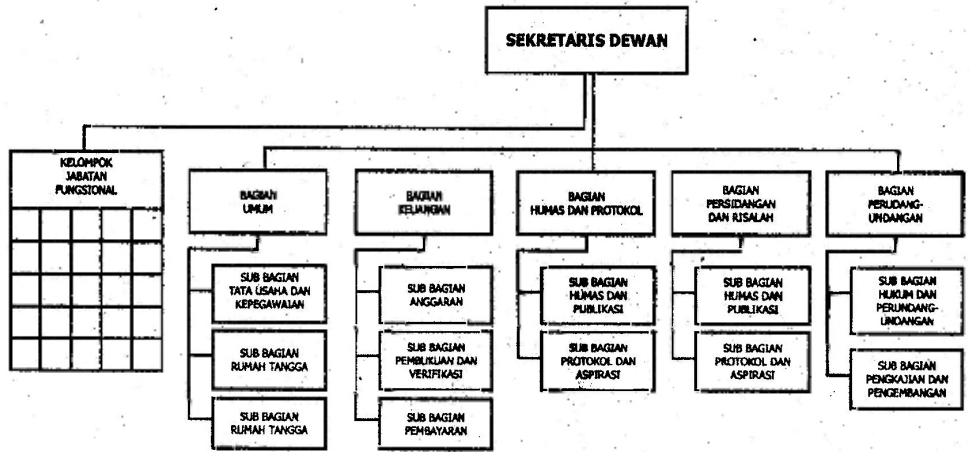 SEKRETARIS DEWAN
KELOMPOK
JABATAN
FUNGSIONAL
BAGIAN
UMUM
BAGIAN
KEUANGAN
BAGIAN
HUMAS DAN PROTOKOL
BAGIAN
PERSIDANGAN
DAN RISALAH
BAGIAN
PERUDANG-
UNDANGAN
SUB BAGIAN
TATA USAHA DAN
KEPEGAWAIAN
SUB BAGIAN
ANGGARAN
SUB BAGIAN
HUMAS DAN
PUBLIKASI
SUB BAGIAN
HUMAS DAN
PUBLIKASI
SUB BAGIAN
HUKUM DAN
PERUNDANG-
UNDANGAN
SUB BAGIAN
RUMAH TANGGA
SUB BAGIAN
PEMBUKUAN DAN
VERIFIKASI
SUB BAGIAN
PROTOKOL DAN
ASPIRASI
SUB BAGIAN
PROTOKOL DAN
ASPIRASI
SUB BAGIAN
PENGKAJIAN DAN
PENGEMBANGAN
SUB BAGIAN
RUMAH TANGGA
SUB BAGIAN
PEMBAYARAN